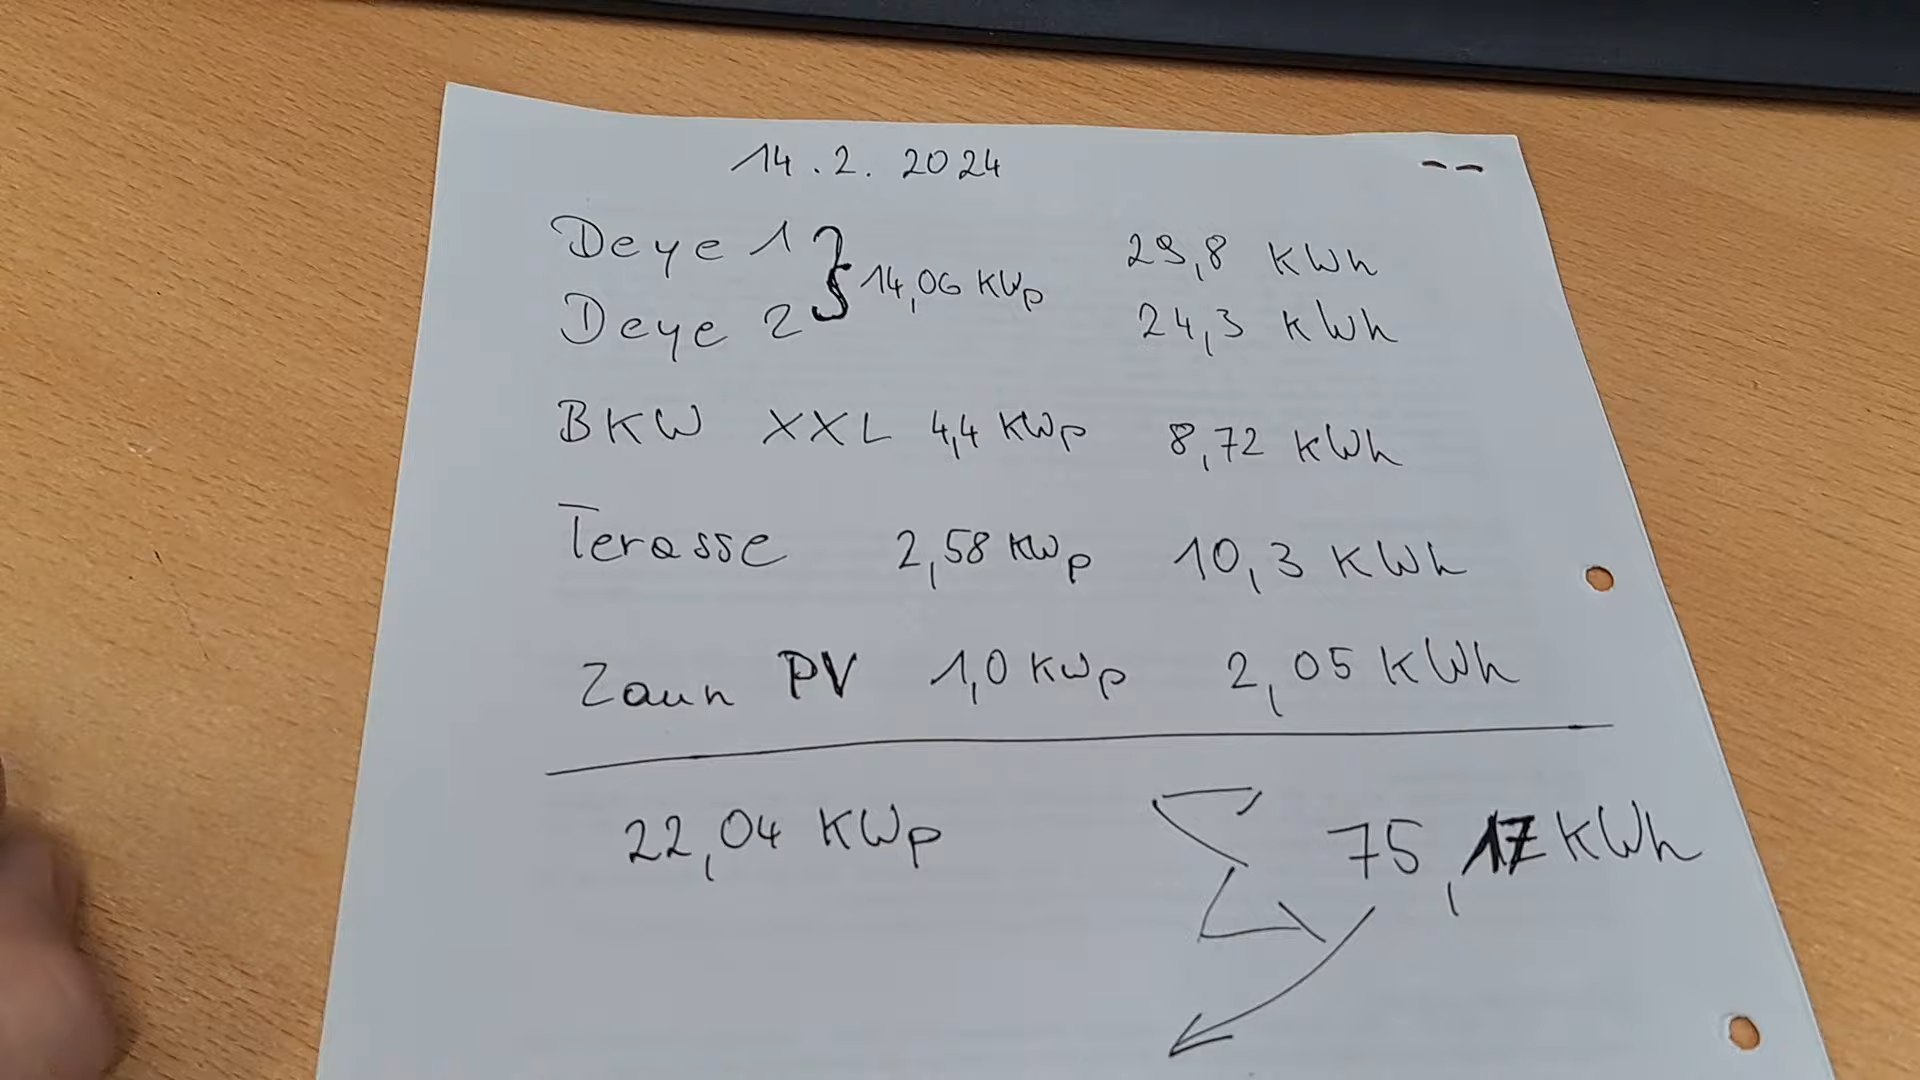 14.2.2024 --
Deye 1 29,8 KWh
14,06 KWp
Deye 2 24,3 KWh
BKW XXL 4,4 KWp 8,72 KWh
Terasse 2,58 KWp 10,3 KWh
Zaun PV 1,0 KWp 2,05 KWh
22,04 KWp Σ 75,17 KWh